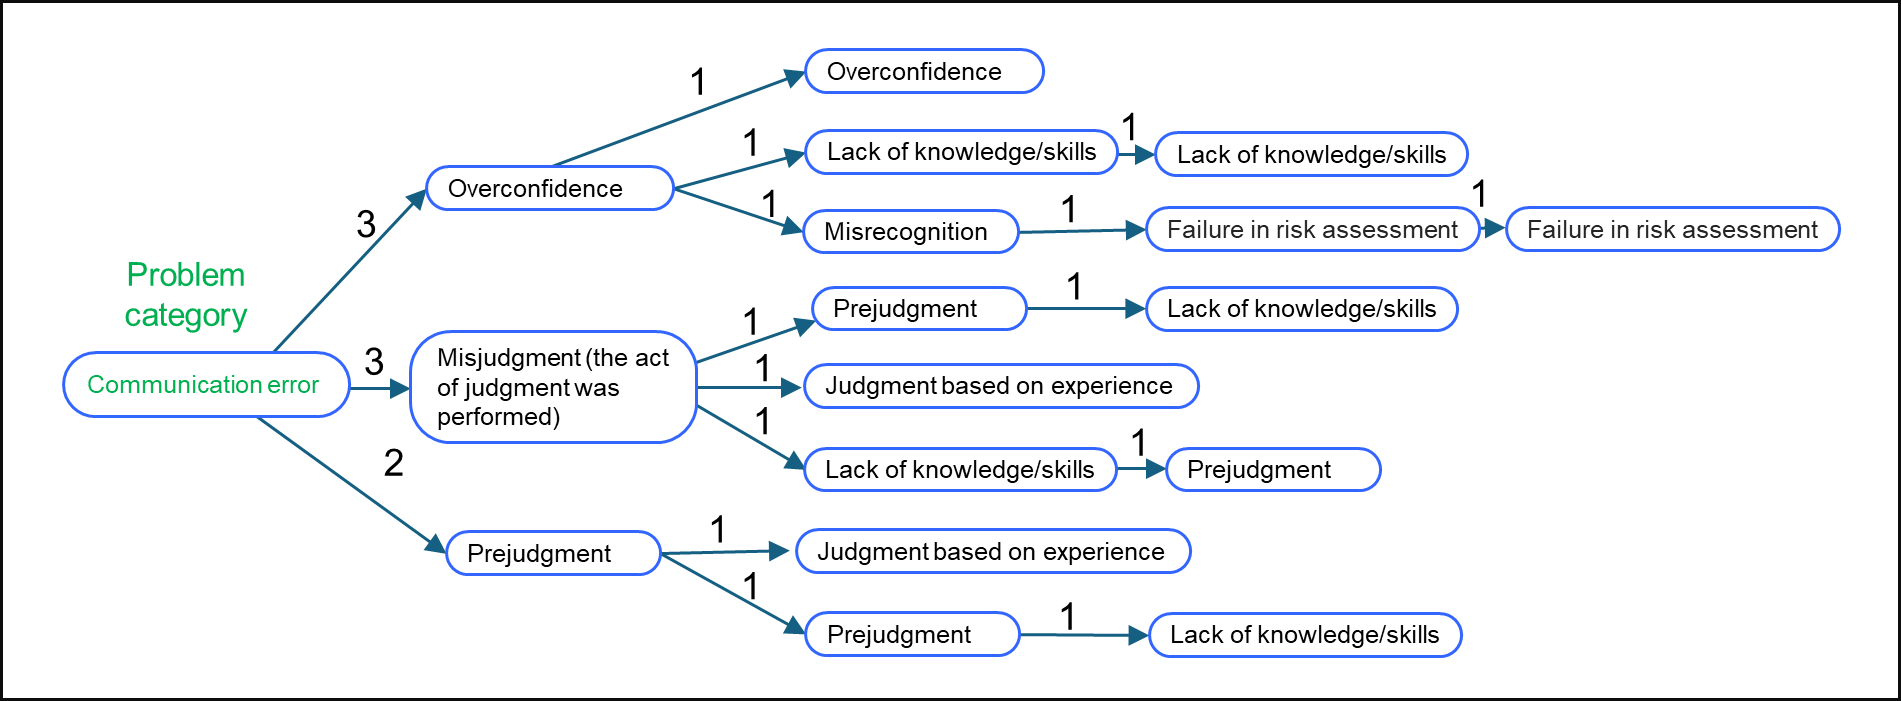 1
Overconfidence
1
Lack of knowledge/skills
1
Lack of knowledge/skills
3
Overconfidence
1
Misrecognition
1
Failure in risk assessment
1
Failure in risk assessment
Problem
category
Communication error
3
Misjudgment (the act
of judgment was
performed)
1
Prejudgment
1
Lack of knowledge/skills
1
Judgment based on experience
1
Lack of knowledge/skills
1
Prejudgment
2
Prejudgment
1
Judgment based on experience
1
Prejudgment
1
Lack of knowledge/skills